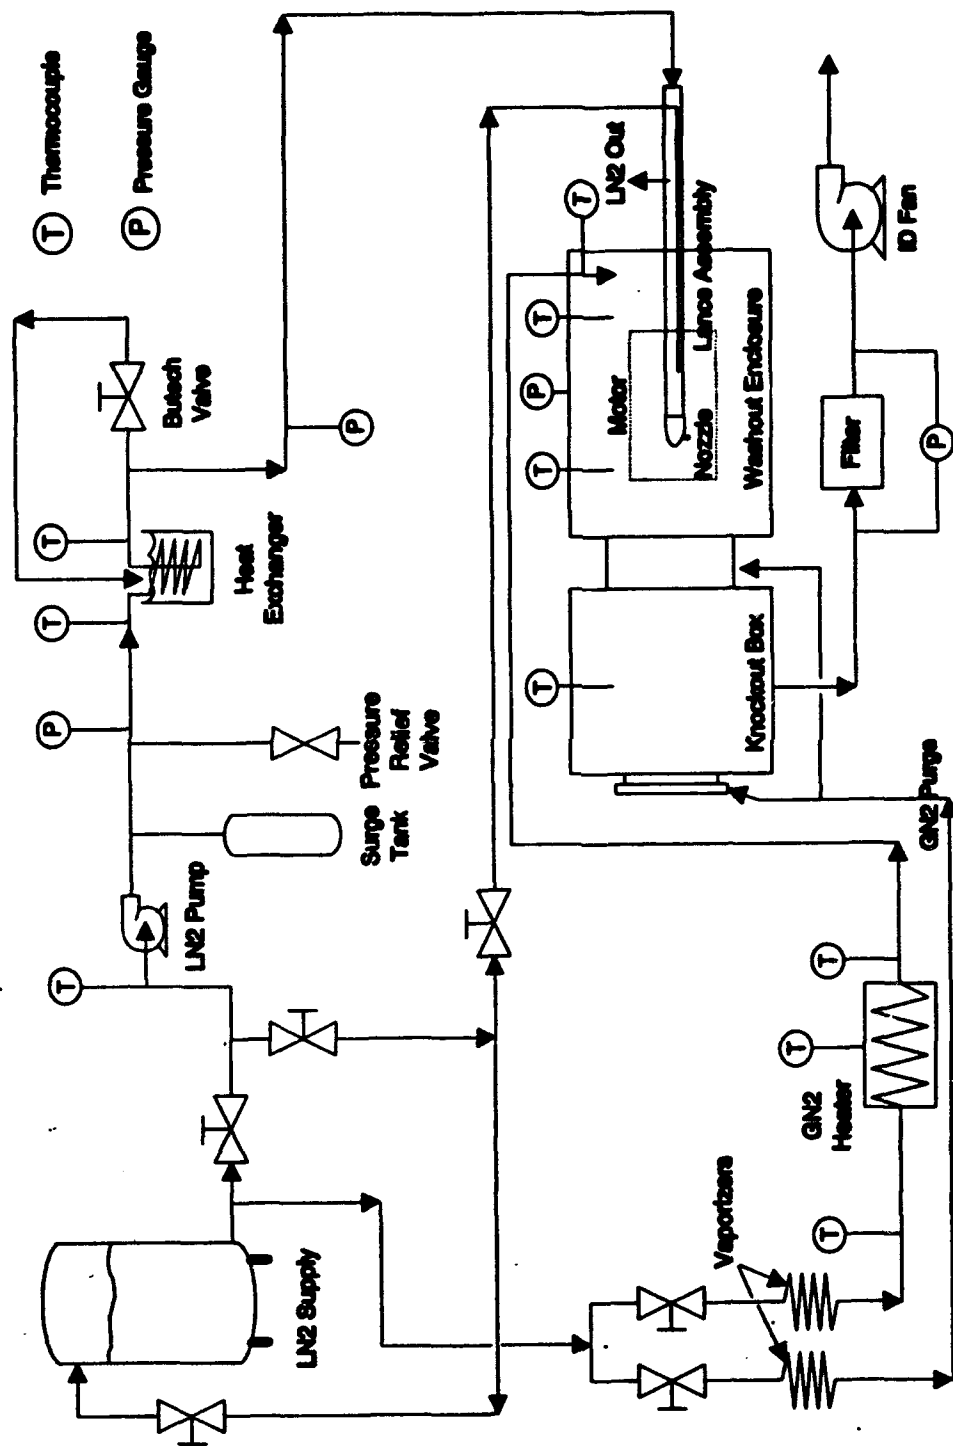 T
Thermocouple
P
Pressure Gauge
LN2 Supply
T
LN2 Pump
Surge
Tank
Pressure
Relief
Valve
P
T
T
Heat
Exchanger
Butech
Valve
P
Vaporizers
T
GN2
Heater
T
T
GN2 Purge
T
Knockout Box
T
P
T
T
Motor
Nozzle
Lance Assembly
LN2 Out
Washout Enclosure
Filter
P
ID Fan